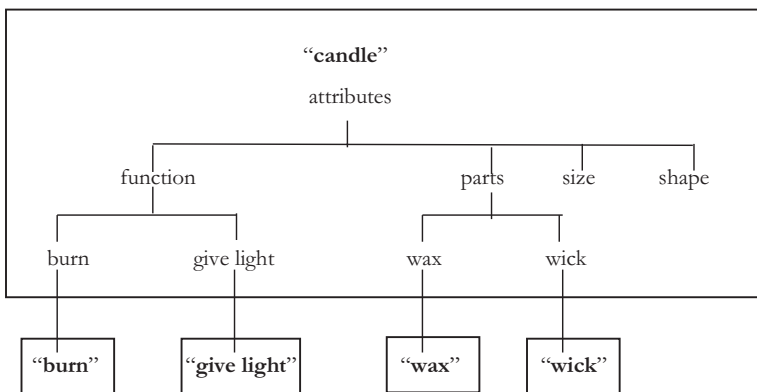 “candle”
attributes
function parts size shape
burn give light wax wick
“burn” “give light” “wax” “wick”